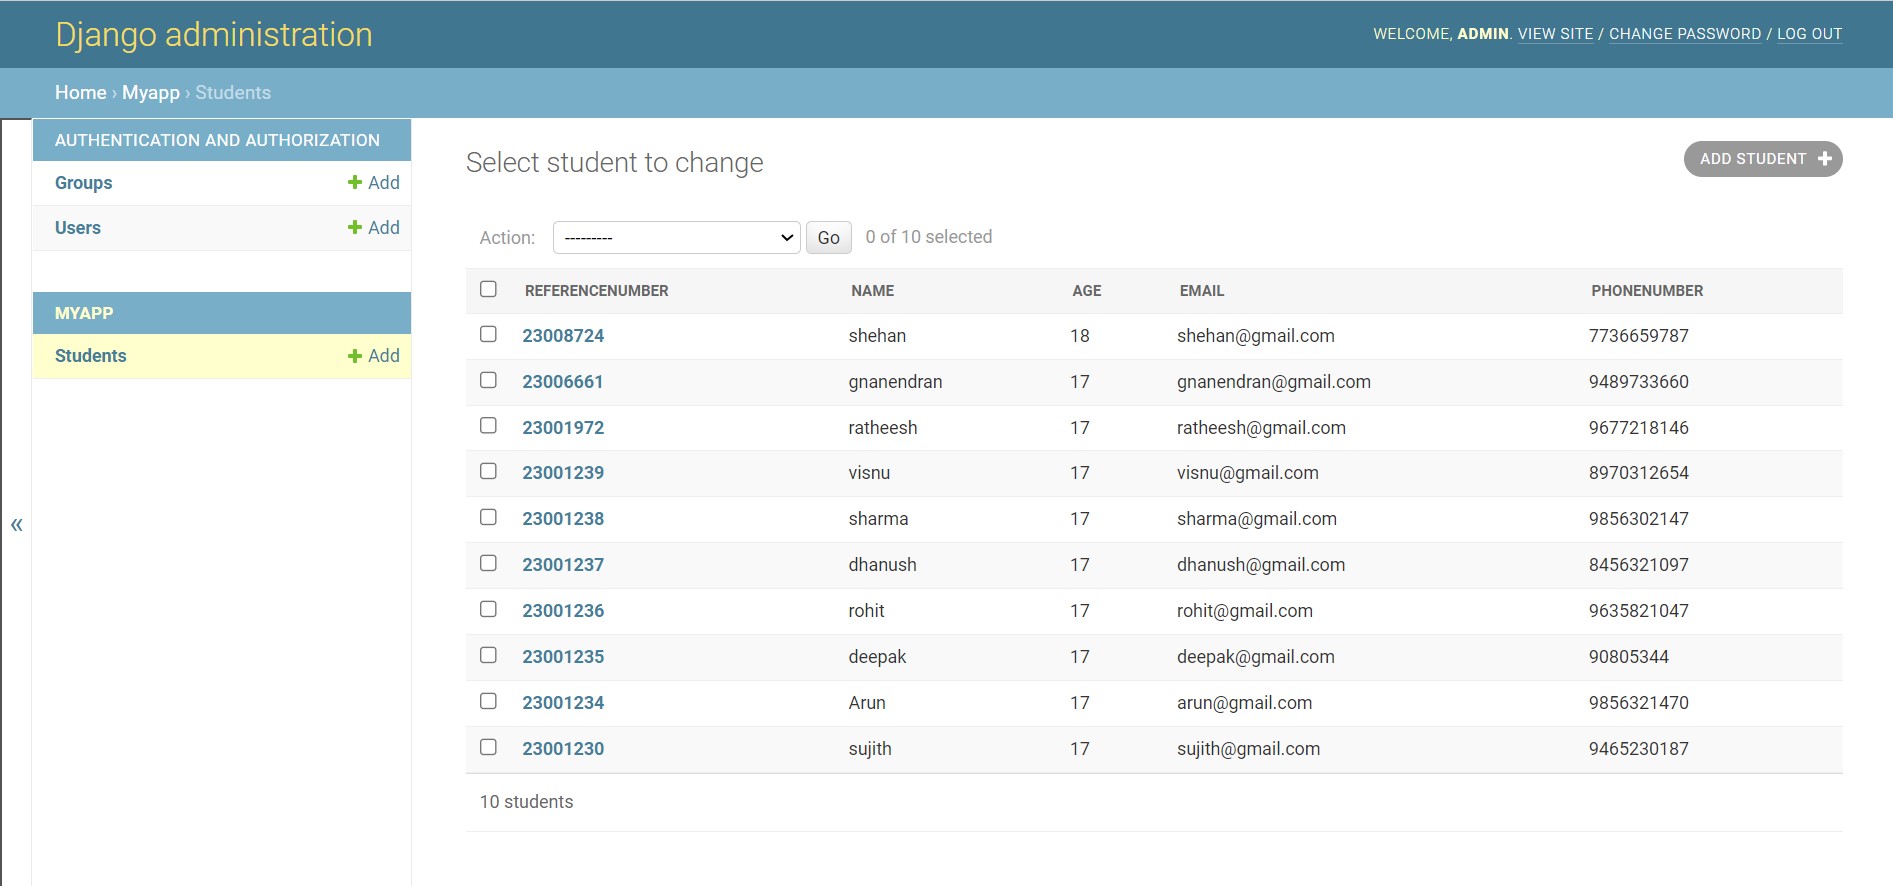 Django administration
WELCOME, ADMIN. VIEW SITE / CHANGE PASSWORD / LOG OUT
Home › Myapp › Students
AUTHENTICATION AND AUTHORIZATION
Groups + Add
Users + Add
MYAPP
Students + Add
«
Select student to change
ADD STUDENT +
Action: --------- Go 0 of 10 selected
REFERENCENUMBER NAME AGE EMAIL PHONENUMBER
23008724 shehan 18 shehan@gmail.com 7736659787
23006661 gnanendran 17 gnanendran@gmail.com 9489733660
23001972 ratheesh 17 ratheesh@gmail.com 9677218146
23001239 visnu 17 visnu@gmail.com 8970312654
23001238 sharma 17 sharma@gmail.com 9856302147
23001237 dhanush 17 dhanush@gmail.com 8456321097
23001236 rohit 17 rohit@gmail.com 9635821047
23001235 deepak 17 deepak@gmail.com 90805344
23001234 Arun 17 arun@gmail.com 9856321470
23001230 sujith 17 sujith@gmail.com 9465230187
10 students